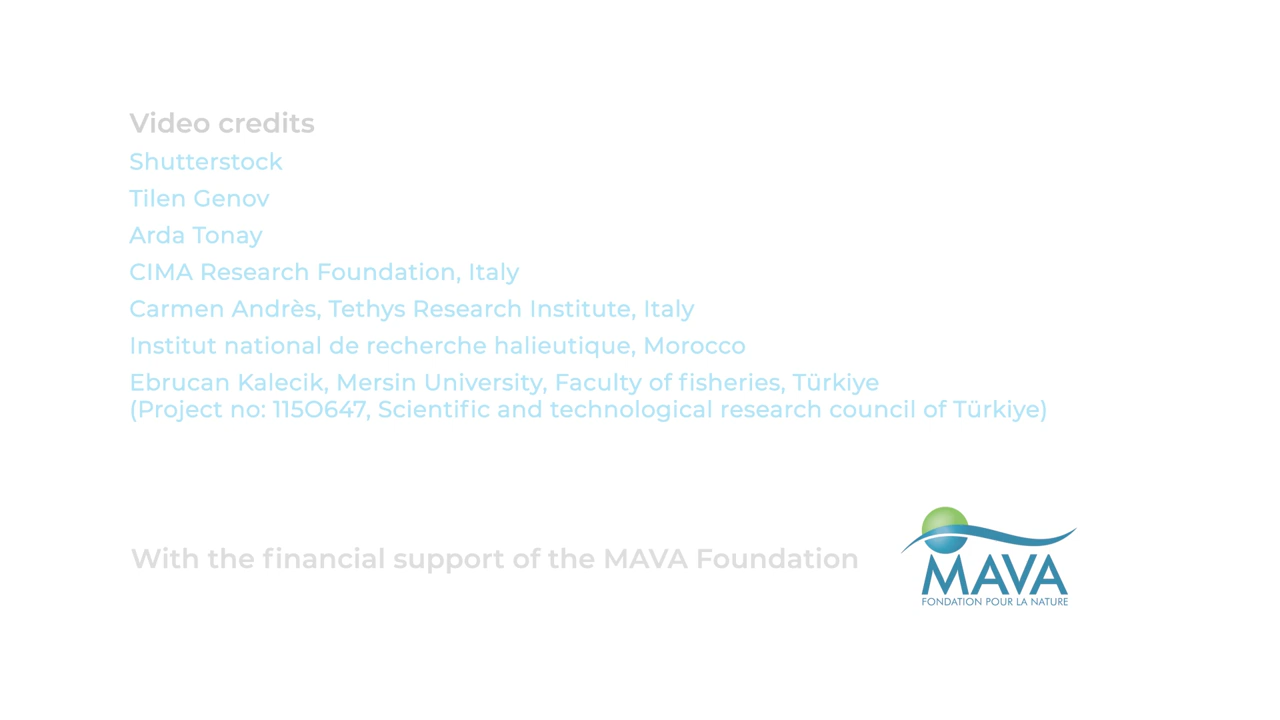 Video credits
Shutterstock
Tilen Genov
Arda Tonay
CIMA Research Foundation, Italy
Carmen Andrès, Tethys Research Institute, Italy
Institut national de recherche halieutique, Morocco
Ebrucan Kalecik, Mersin University, Faculty of fisheries, Türkiye
(Project no: 115O647, Scientific and technological research council of Türkiye)
With the financial support of the MAVA Foundation
MAVA
FONDATION POUR LA NATURE